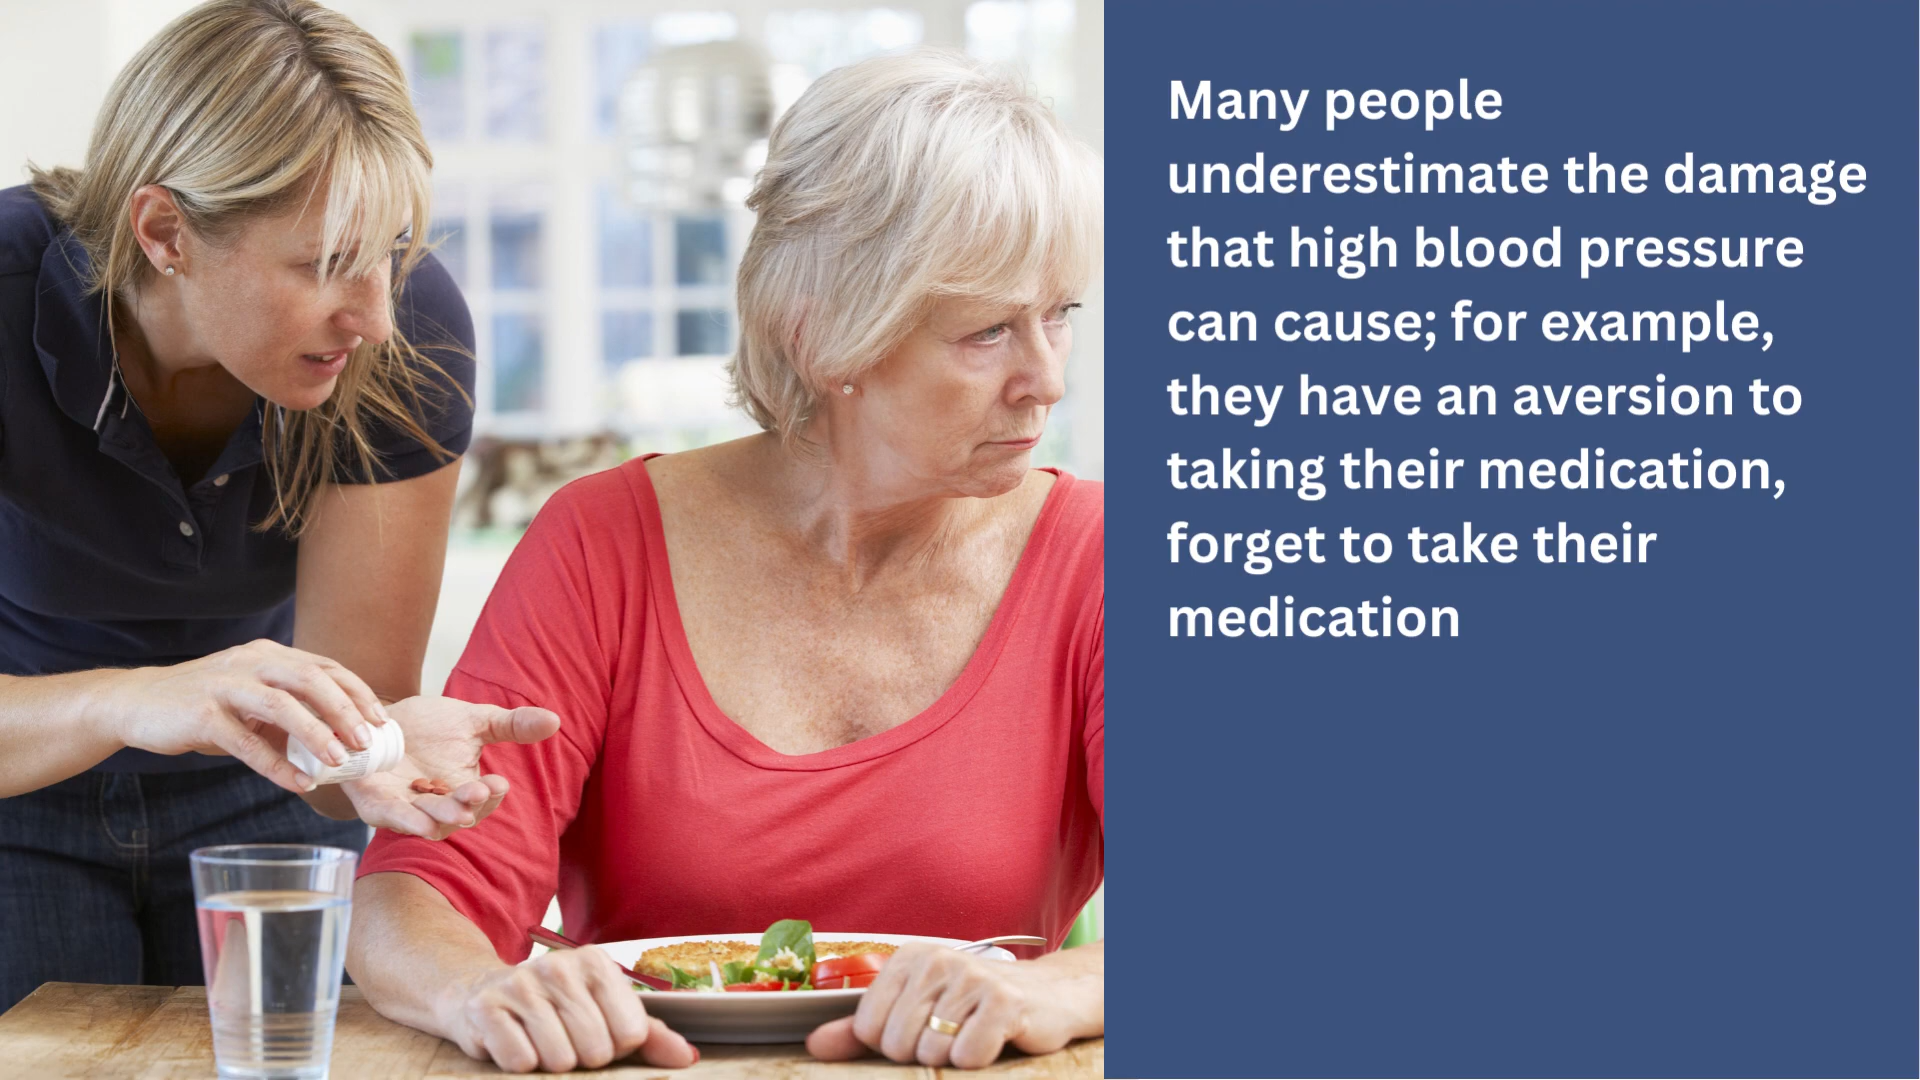 Many people
underestimate the damage
that high blood pressure
can cause; for example,
they have an aversion to
taking their medication,
forget to take their
medication